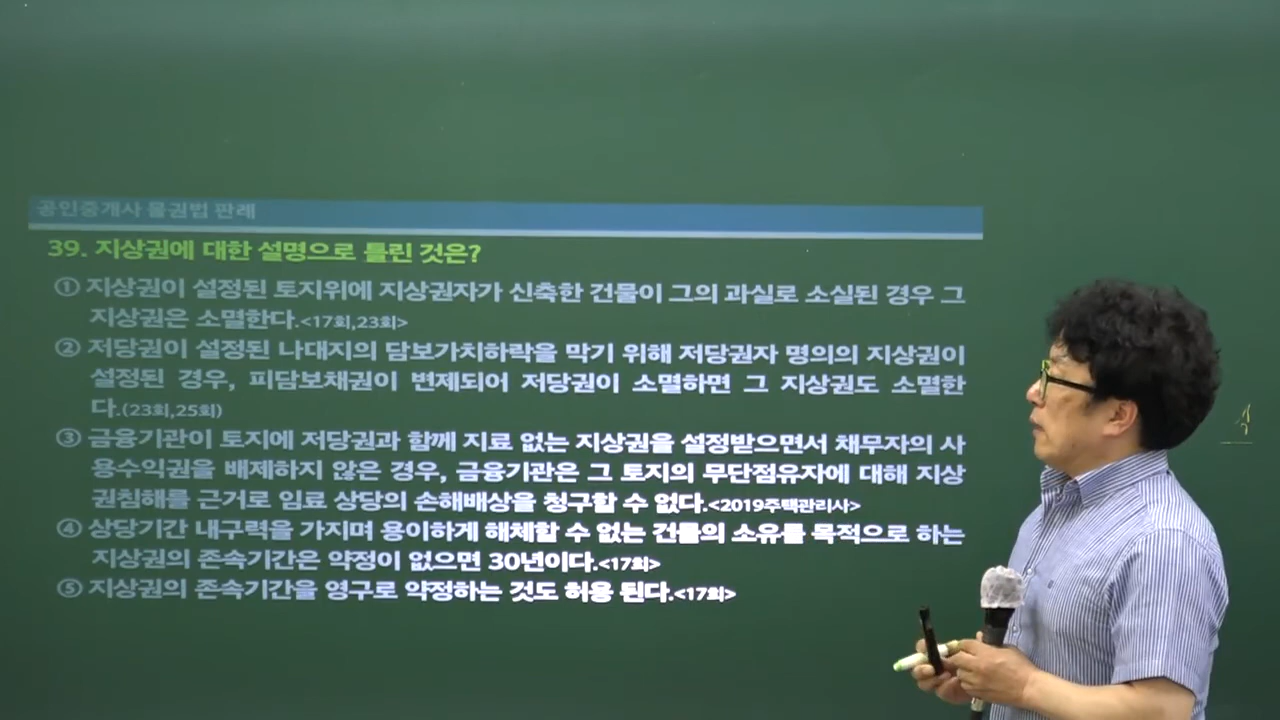 공인중개사 물권법 판례
39. 지상권에 대한 설명으로 틀린 것은?
① 지상권이 설정된 토지위에 지상권자가 신축한 건물이 그의 과실로 소실된 경우 그
지상권은 소멸한다.<17회,23회>
② 저당권이 설정된 나대지의 담보가치하락을 막기 위해 저당권자 명의의 지상권이
설정된 경우, 피담보채권이 변제되어 저당권이 소멸하면 그 지상권도 소멸한
다.(23회,25회)
③ 금융기관이 토지에 저당권과 함께 지료 없는 지상권을 설정받으면서 채무자의 사
용수익권을 배제하지 않은 경우, 금융기관은 그 토지의 무단점유자에 대해 지상
권침해를 근거로 임료 상당의 손해배상을 청구할 수 없다.<2019주택관리사>
④ 상당기간 내구력을 가지며 용이하게 해체할 수 없는 건물의 소유를 목적으로 하는
지상권의 존속기간은 약정이 없으면 30년이다.<17회>
⑤ 지상권의 존속기간을 영구로 약정하는 것도 허용 된다.<17회>